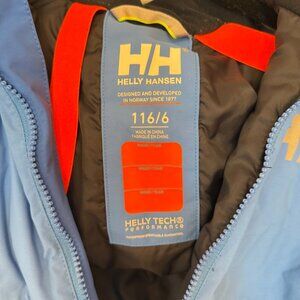 HH
HELLY HANSEN
DESIGNED AND DEVELOPED
IN NORWAY SINCE 1877
116/6
MADE IN CHINA
FABRIQUÉ EN CHINE
HELLY TECH®
PERFORMANCE